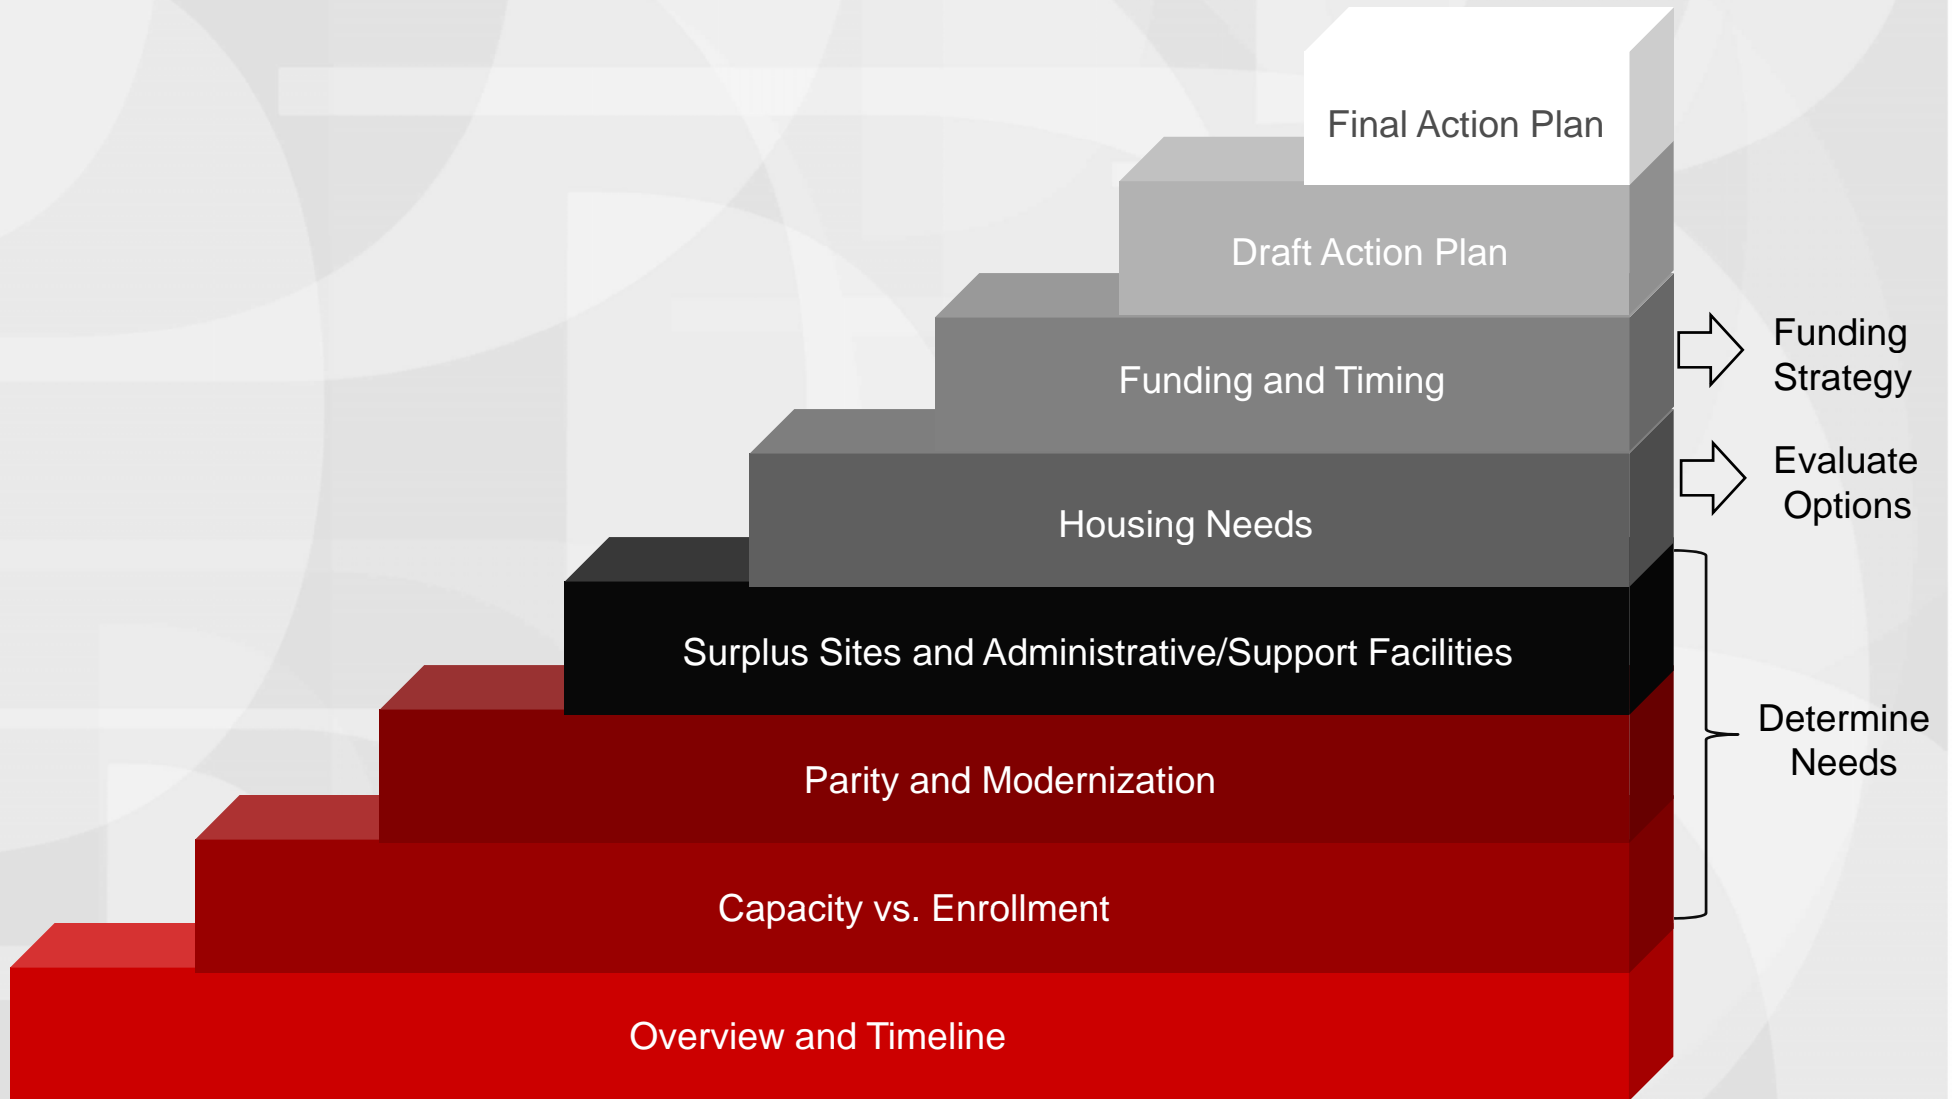 Final Action Plan
Draft Action Plan
Funding and Timing
Funding
Strategy
Housing Needs
Evaluate
Options
Surplus Sites and Administrative/Support Facilities
Parity and Modernization
Determine
Needs
Capacity vs. Enrollment
Overview and Timeline